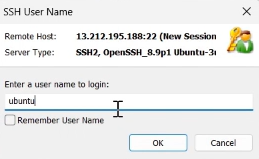 SSH User Name
Remote Host: 13.212.195.188:22 (New Session
Server Type: SSH2, OpenSSH_8.9p1 Ubuntu-3
Enter a user name to login:
ubuntu
Remember User Name
OK Cancel